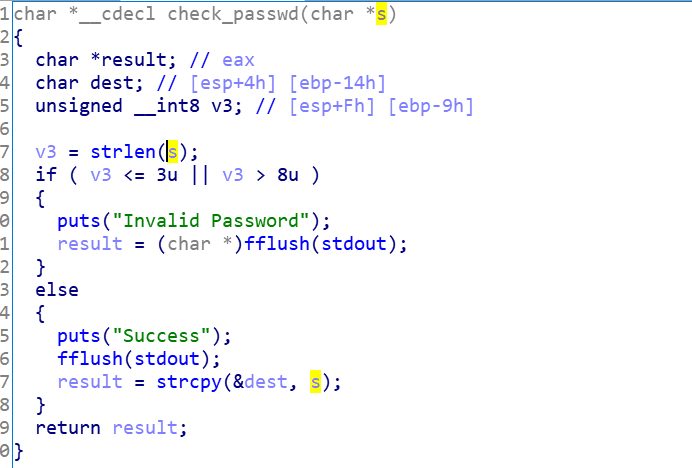 1 char *__cdecl check_passwd(char *s)
2 {
3   char *result; // eax
4   char dest; // [esp+4h] [ebp-14h]
5   unsigned __int8 v3; // [esp+Fh] [ebp-9h]
6
7   v3 = strlen(s);
8   if ( v3 <= 3u || v3 > 8u )
9   {
0     puts("Invalid Password");
1     result = (char *)fflush(stdout);
2   }
3   else
4   {
5     puts("Success");
6     fflush(stdout);
7     result = strcpy(&dest, s);
8   }
9   return result;
0 }